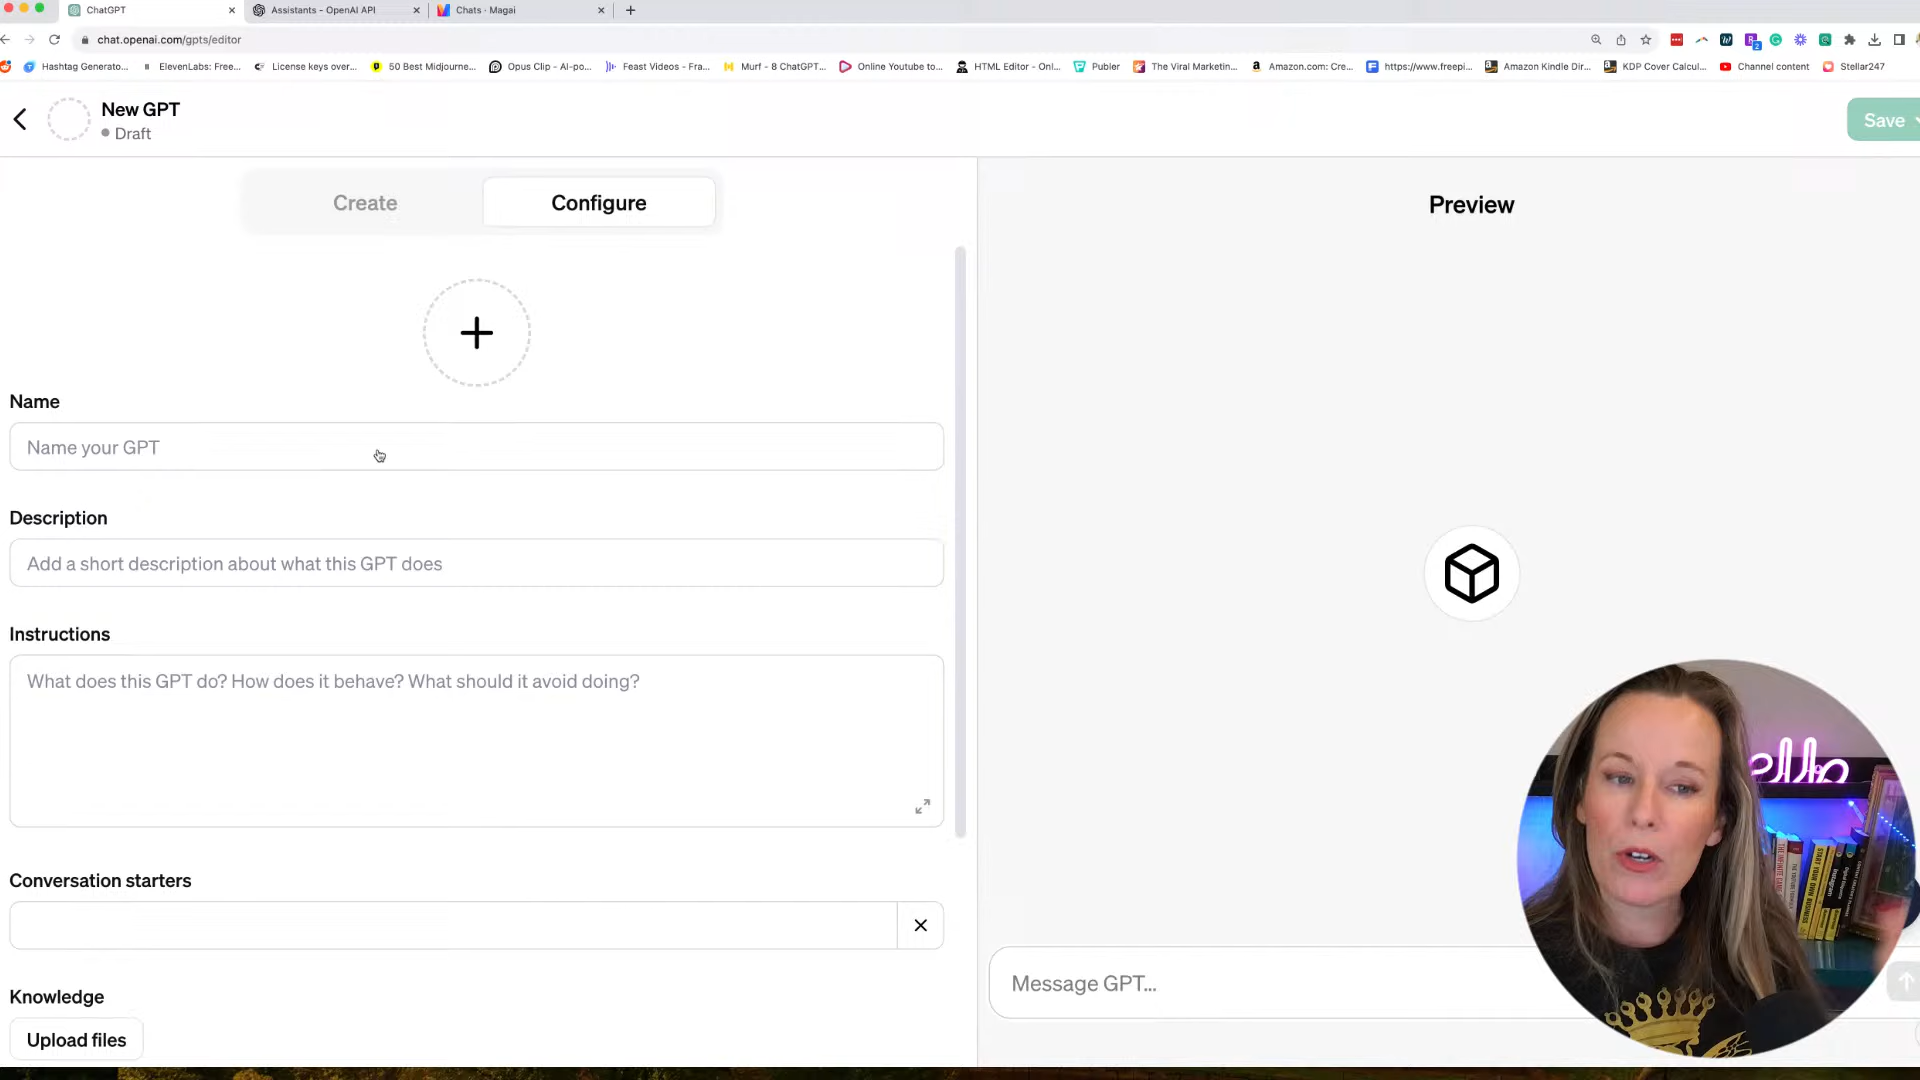 ChatGPT
Assistants - OpenAI API
Chats · Magai
chat.openai.com/gpts/editor
Hashtag Generato...
ElevenLabs: Free...
License keys over...
50 Best Midjourne...
Opus Clip - AI-po...
Feast Videos - Fra...
Murf - 8 ChatGPT...
Online Youtube to...
HTML Editor - Onl...
Publer
The Viral Marketin...
Amazon.com: Cre...
https://www.freepi...
Amazon Kindle Dir...
KDP Cover Calcul...
Channel content
Stellar247
New GPT
Draft
Save
Create
Configure
Preview
Name
Name your GPT
Description
Add a short description about what this GPT does
Instructions
What does this GPT do? How does it behave? What should it avoid doing?
Conversation starters
Knowledge
Upload files
Message GPT...
START YOUR OWN BUSINESS
Instagram